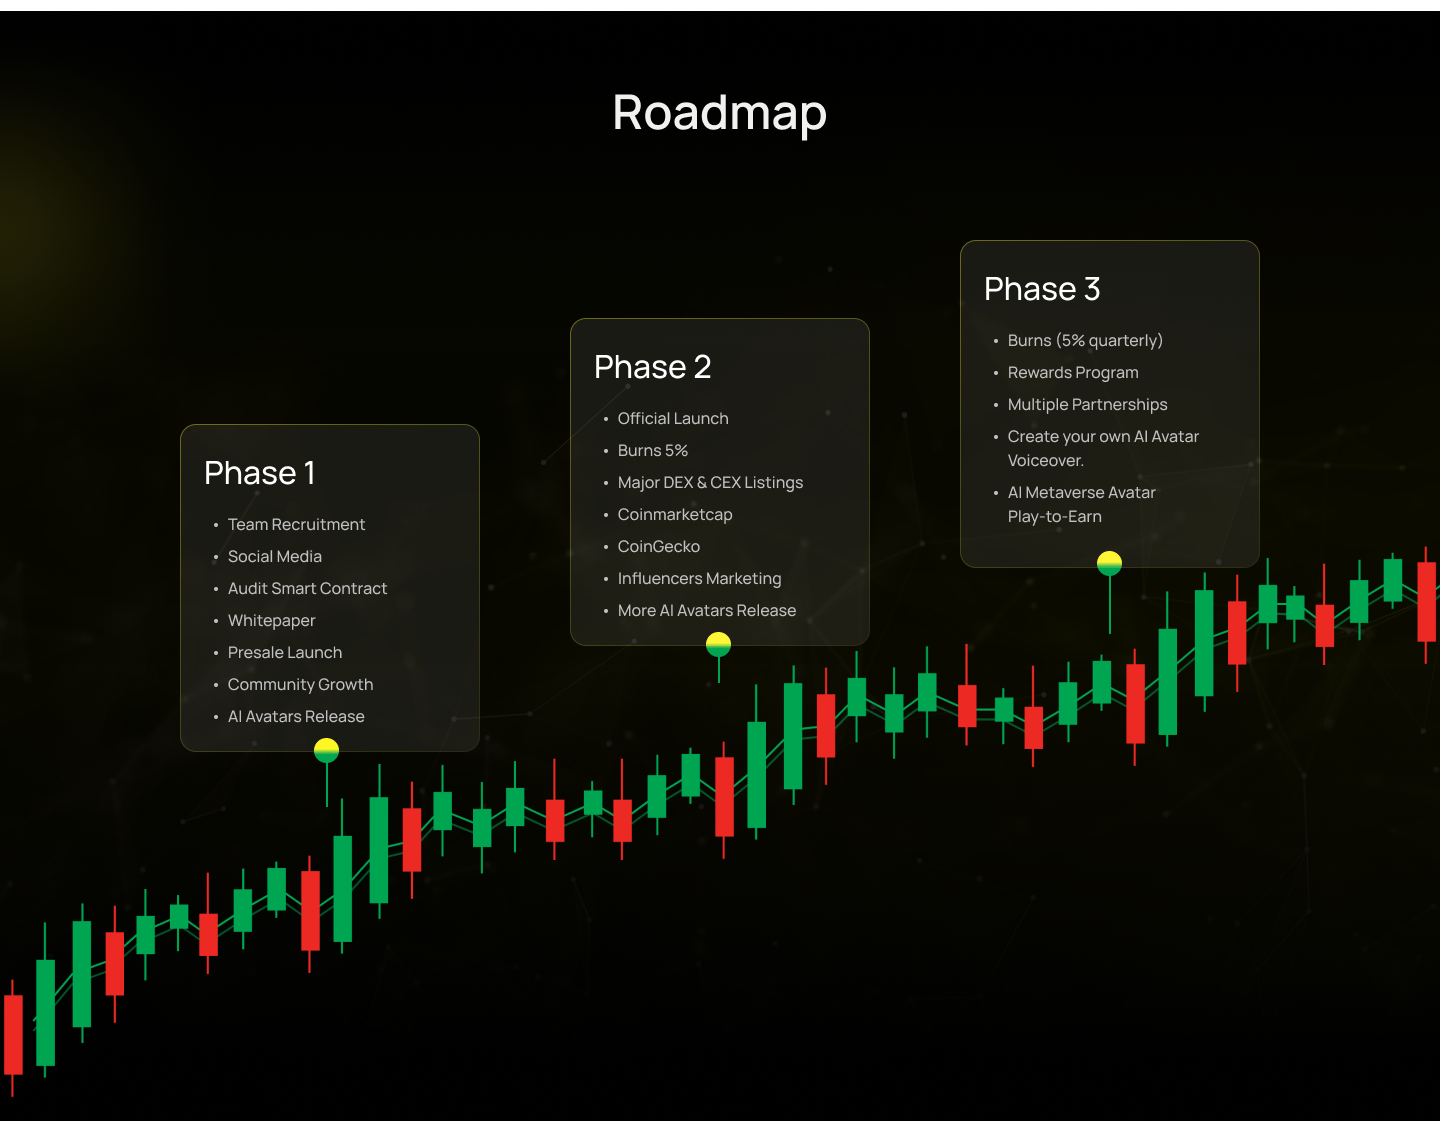 Roadmap
Phase 1
• Team Recruitment
• Social Media
• Audit Smart Contract
• Whitepaper
• Presale Launch
• Community Growth
• AI Avatars Release
Phase 2
• Official Launch
• Burns 5%
• Major DEX & CEX Listings
• Coinmarketcap
• CoinGecko
• Influencers Marketing
• More AI Avatars Release
Phase 3
• Burns (5% quarterly)
• Rewards Program
• Multiple Partnerships
• Create your own AI Avatar
Voiceover.
• AI Metaverse Avatar
Play-to-Earn